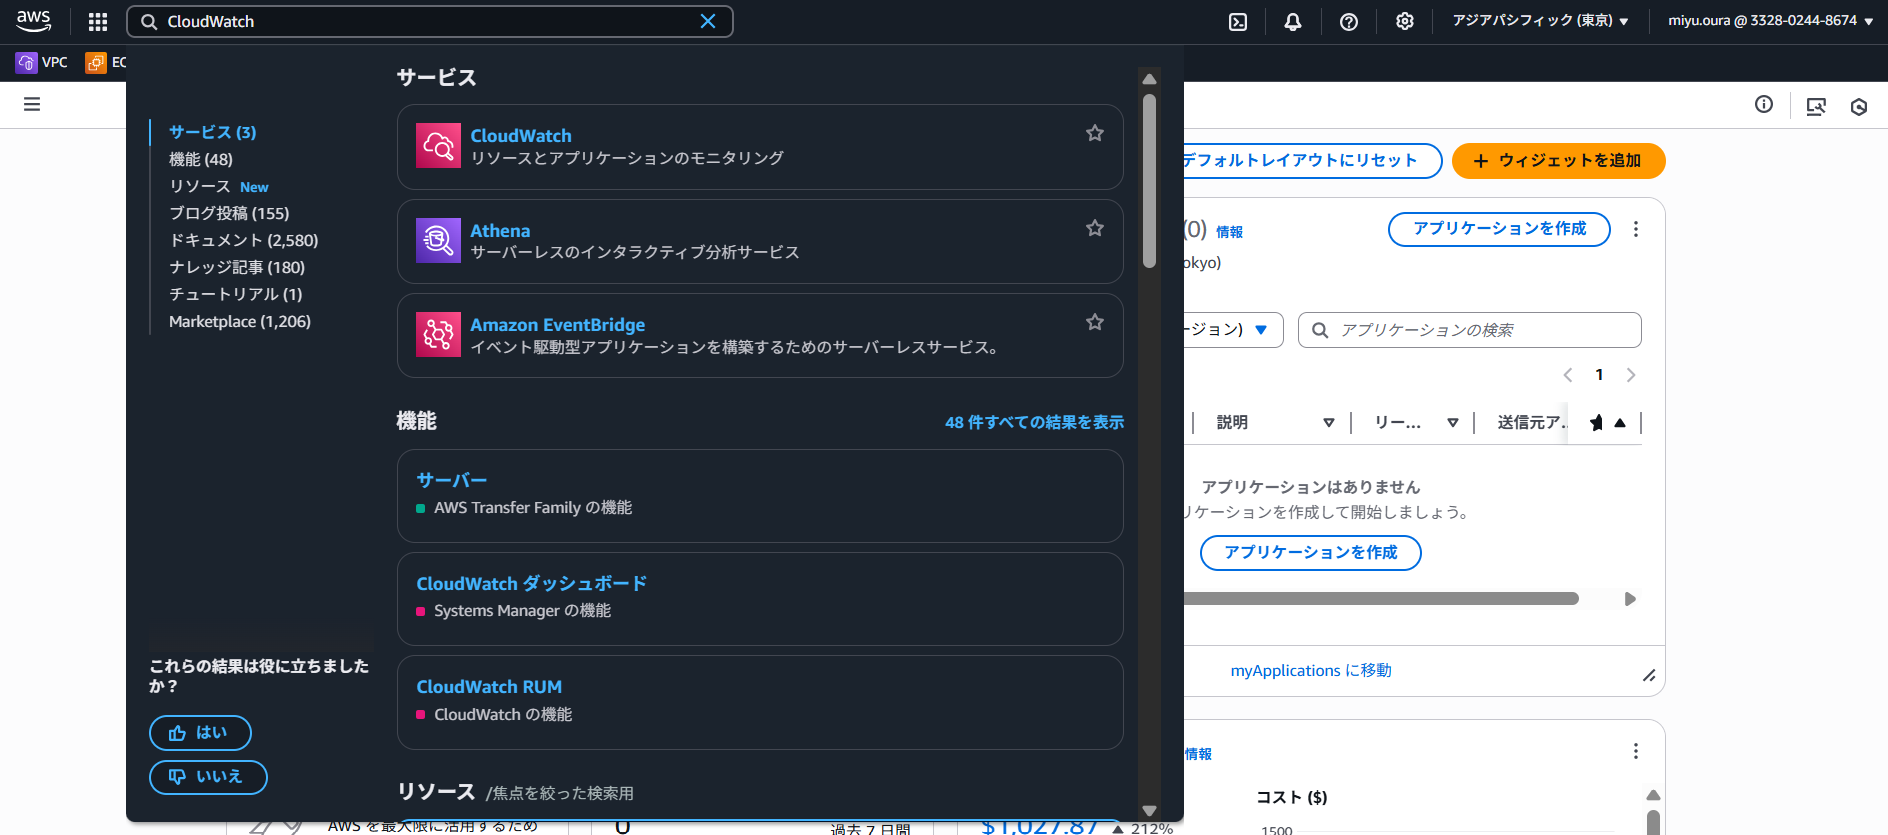 aws
CloudWatch
アジアパシフィック (東京)
miyu.oura @ 3328-0244-8674
VPC
EC
サービス (3)
機能 (48)
リソース New
ブログ投稿 (155)
ドキュメント (2,580)
ナレッジ記事 (180)
チュートリアル (1)
Marketplace (1,206)
これらの結果は役に立ちました
か？
はい
いいえ
サービス
CloudWatch
リソースとアプリケーションのモニタリング
Athena
サーバーレスのインタラクティブ分析サービス
Amazon EventBridge
イベント駆動型アプリケーションを構築するためのサーバーレスサービス。
機能
48 件すべての結果を表示
サーバー
AWS Transfer Family の機能
CloudWatch ダッシュボード
Systems Manager の機能
CloudWatch RUM
CloudWatch の機能
リソース /焦点を絞った検索用
デフォルトレイアウトにリセット
ウィジェットを追加
(0) 情報
アプリケーションを作成
okyo)
ージョン)
アプリケーションの検索
1
説明
リー...
送信元ア..
アプリケーションはありません
リケーションを作成して開始しましょう。
アプリケーションを作成
myApplications に移動
情報
コスト ($)
1500
AWS を最大限に活用するため
0
過去 7 日間
$1,027.87
212%